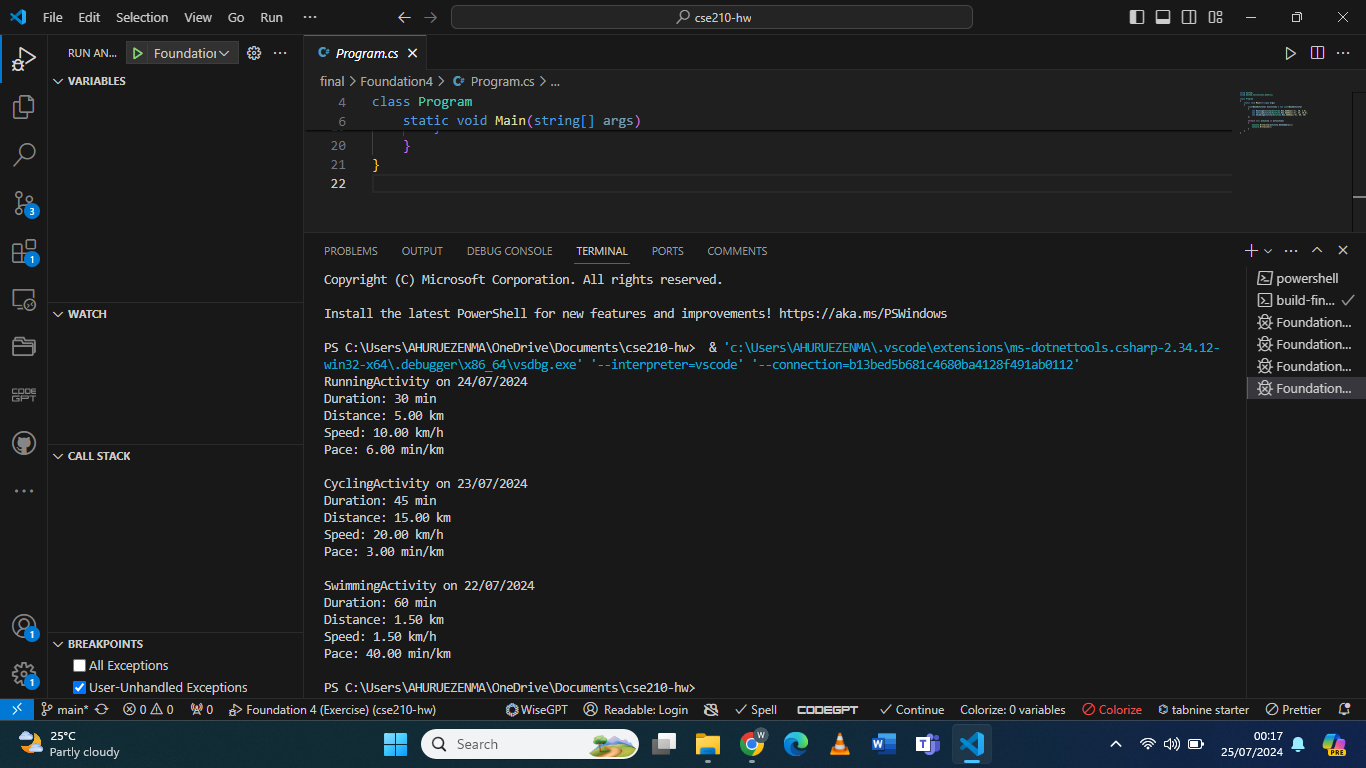 File Edit Selection View Go Run ··· cse210-hw
RUN AN... Foundation ···
VARIABLES
WATCH
CALL STACK
BREAKPOINTS
All Exceptions
User-Unhandled Exceptions
3
1
CODE
GPT
1
1
Program.cs
final > Foundation4 > Program.cs > ...
4 class Program
6 static void Main(string[] args)
20 }
21 }
22
PROBLEMS OUTPUT DEBUG CONSOLE TERMINAL PORTS COMMENTS
Copyright (C) Microsoft Corporation. All rights reserved.
Install the latest PowerShell for new features and improvements! https://aka.ms/PSWindows
PS C:\Users\AHURUEZENMA\OneDrive\Documents\cse210-hw> & 'c:\Users\AHURUEZENMA\.vscode\extensions\ms-dotnettools.csharp-2.34.12-
win32-x64\.debugger\x86_64\vsdbg.exe' '--interpreter=vscode' '--connection=b13bed5b681c4680ba4128f491ab0112'
RunningActivity on 24/07/2024
Duration: 30 min
Distance: 5.00 km
Speed: 10.00 km/h
Pace: 6.00 min/km
CyclingActivity on 23/07/2024
Duration: 45 min
Distance: 15.00 km
Speed: 20.00 km/h
Pace: 3.00 min/km
SwimmingActivity on 22/07/2024
Duration: 60 min
Distance: 1.50 km
Speed: 1.50 km/h
Pace: 40.00 min/km
PS C:\Users\AHURUEZENMA\OneDrive\Documents\cse210-hw>
powershell
build-fin...
Foundation...
Foundation...
Foundation...
Foundation...
main* 0 0 0 Foundation 4 (Exercise) (cse210-hw) WiseGPT Readable: Login Spell CODEGPT Continue Colorize: 0 variables Colorize tabnine starter Prettier
25°C
Partly cloudy
Search
W
00:17
25/07/2024
PRE